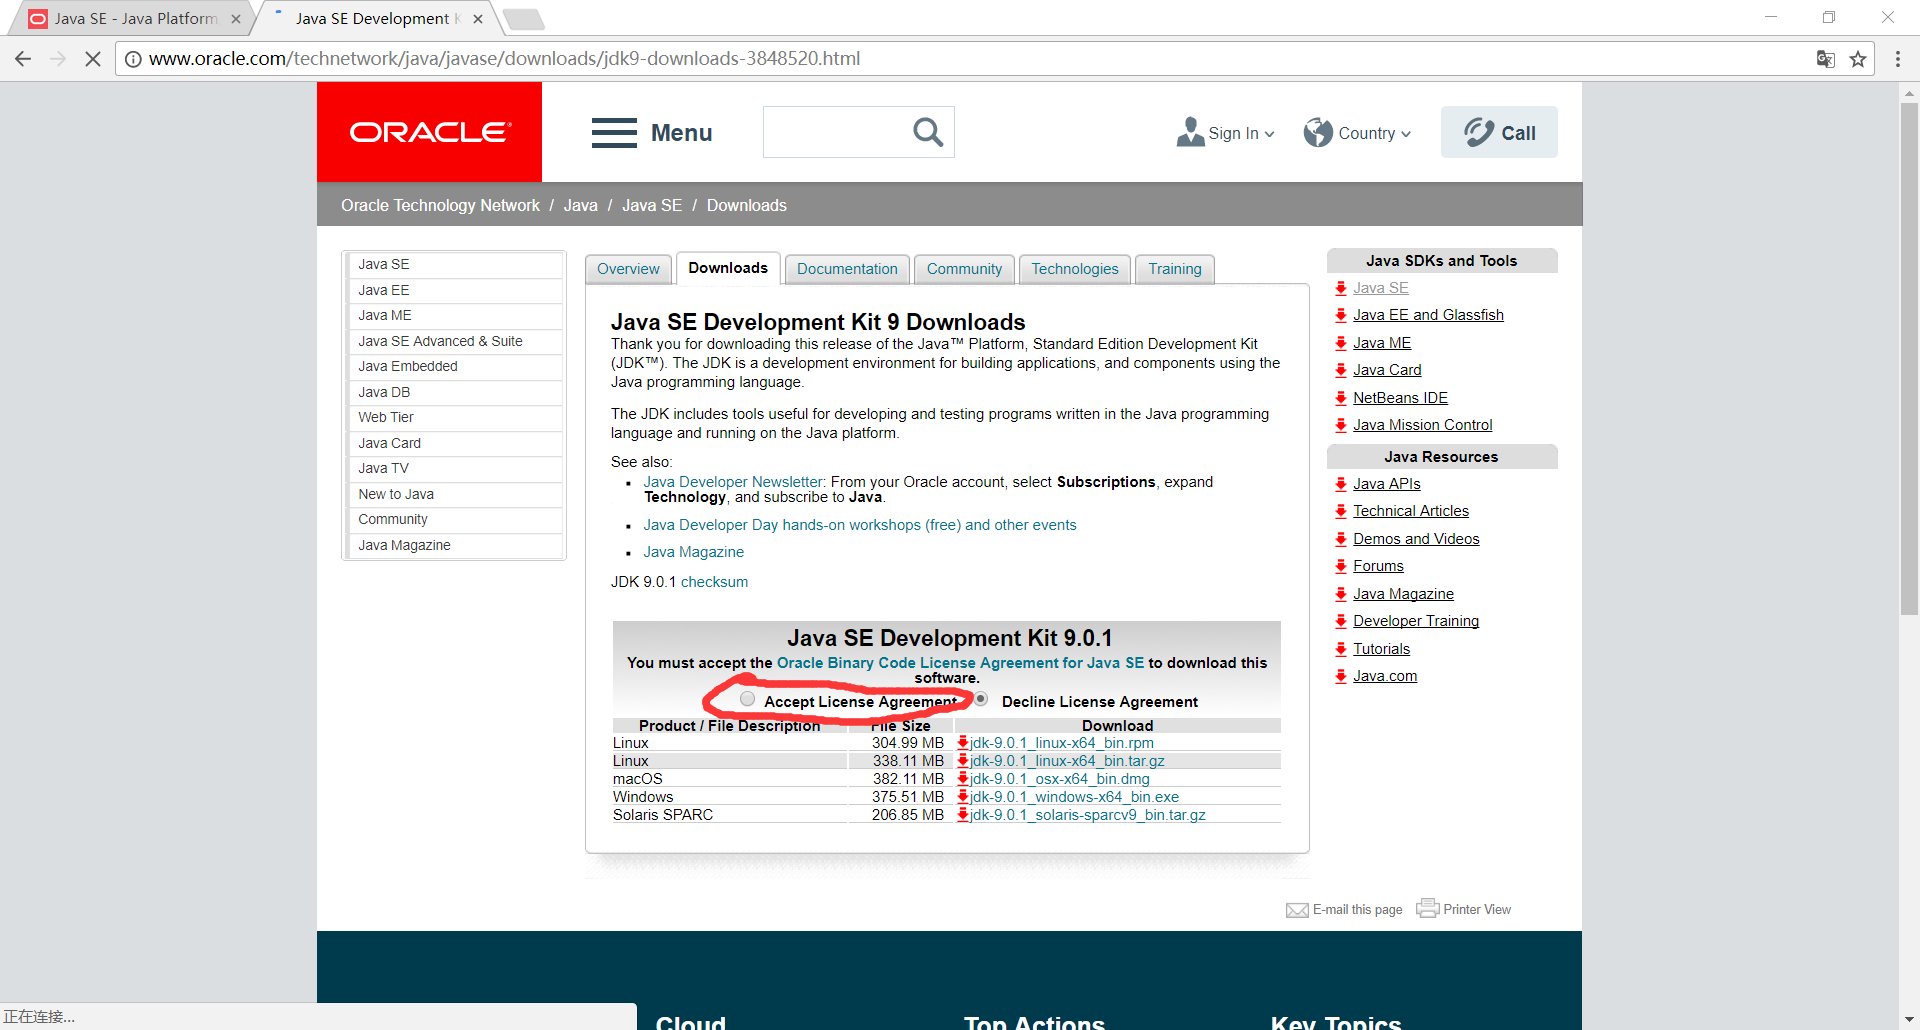 Java SE - Java Platform
Java SE Development K
www.oracle.com/technetwork/java/javase/downloads/jdk9-downloads-3848520.html
ORACLE
Menu
Sign In
Country
Call
Oracle Technology Network / Java / Java SE / Downloads
Java SE
Java EE
Java ME
Java SE Advanced & Suite
Java Embedded
Java DB
Web Tier
Java Card
Java TV
New to Java
Community
Java Magazine
Overview
Downloads
Documentation
Community
Technologies
Training
Java SE Development Kit 9 Downloads
Thank you for downloading this release of the Java™ Platform, Standard Edition Development Kit
(JDK™). The JDK is a development environment for building applications, and components using the
Java programming language.
The JDK includes tools useful for developing and testing programs written in the Java programming
language and running on the Java platform.
See also:
Java Developer Newsletter: From your Oracle account, select Subscriptions, expand
Technology, and subscribe to Java.
Java Developer Day hands-on workshops (free) and other events
Java Magazine
JDK 9.0.1 checksum
Java SE Development Kit 9.0.1
You must accept the Oracle Binary Code License Agreement for Java SE to download this
software.
Accept License Agreement Decline License Agreement
Product / File Description File Size Download
Linux 304.99 MB jdk-9.0.1_linux-x64_bin.rpm
Linux 338.11 MB jdk-9.0.1_linux-x64_bin.tar.gz
macOS 382.11 MB jdk-9.0.1_osx-x64_bin.dmg
Windows 375.51 MB jdk-9.0.1_windows-x64_bin.exe
Solaris SPARC 206.85 MB jdk-9.0.1_solaris-sparcv9_bin.tar.gz
Java SDKs and Tools
Java SE
Java EE and Glassfish
Java ME
Java Card
NetBeans IDE
Java Mission Control
Java Resources
Java APIs
Technical Articles
Demos and Videos
Forums
Java Magazine
Developer Training
Tutorials
Java.com
E-mail this page
Printer View
Cloud
Top Actions
Key Topics
正在连接...